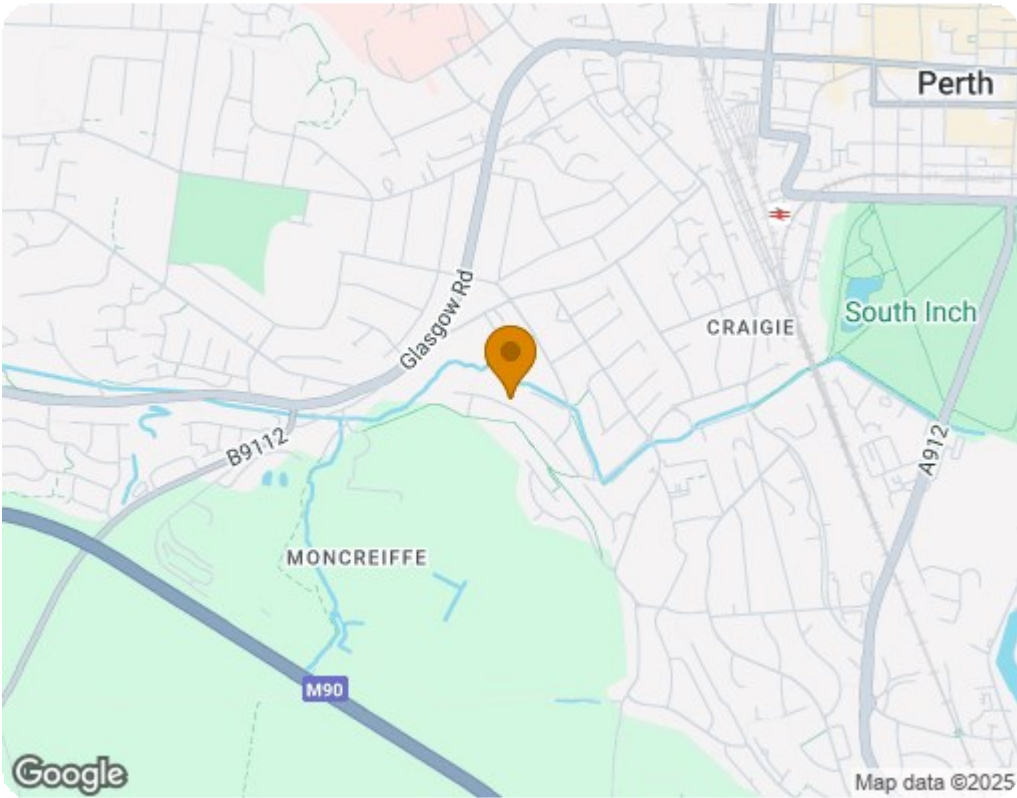 Perth
Glasgow Rd
South Inch
CRAIGIE
B9112
A912
MONCREIFFE
M90
Google
Map data ©2025